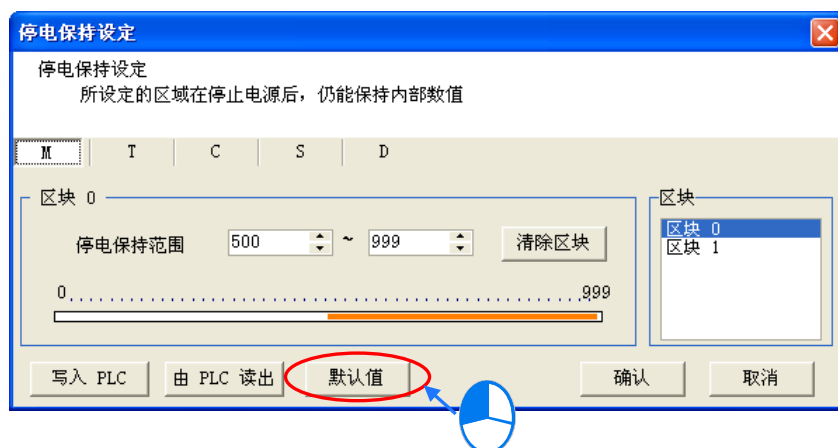 停电保持设定
停电保持设定
所设定的区域在停止电源后，仍能保持内部数值
M T C S D
区块 0
停电保持范围 500 ~ 999 清除区块
0 999
区块
区块 0
区块 1
写入 PLC 由 PLC 读出 默认值 确认 取消